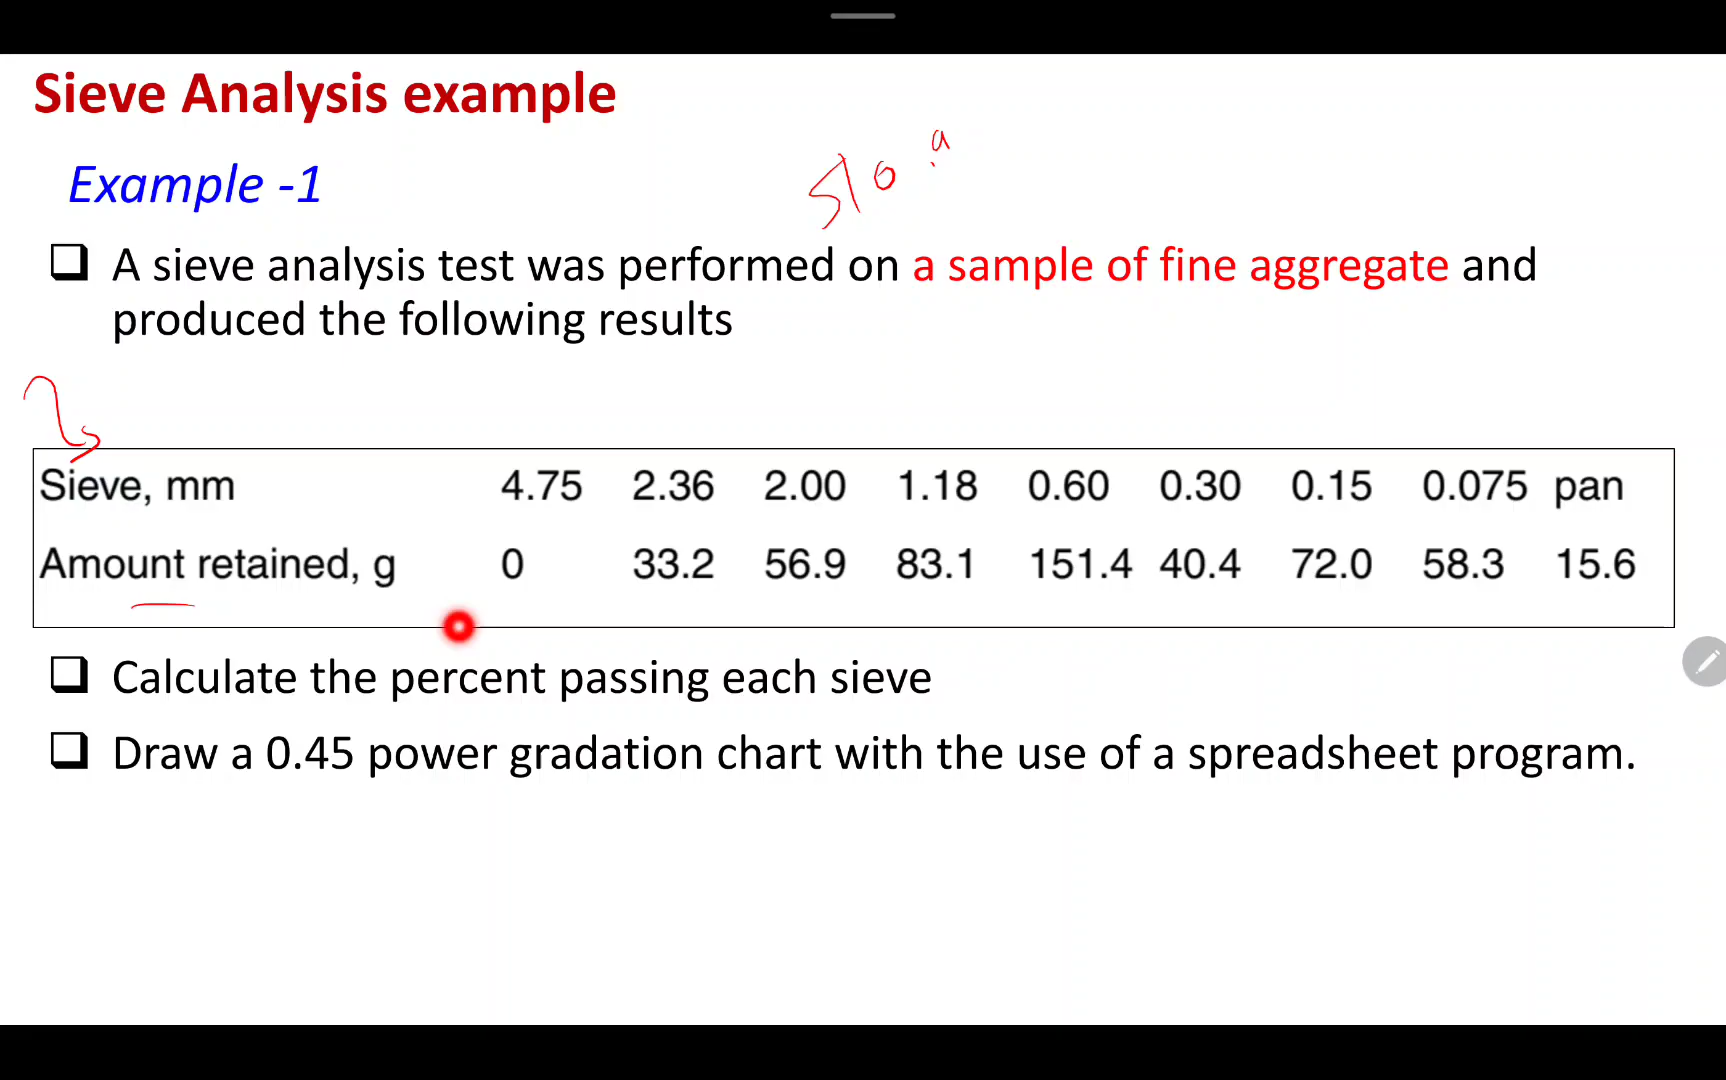 Sieve Analysis example
Example -1
A sieve analysis test was performed on a sample of fine aggregate and
produced the following results
Sieve, mm 4.75 2.36 2.00 1.18 0.60 0.30 0.15 0.075 pan
Amount retained, g 0 33.2 56.9 83.1 151.4 40.4 72.0 58.3 15.6
Calculate the percent passing each sieve
Draw a 0.45 power gradation chart with the use of a spreadsheet program.